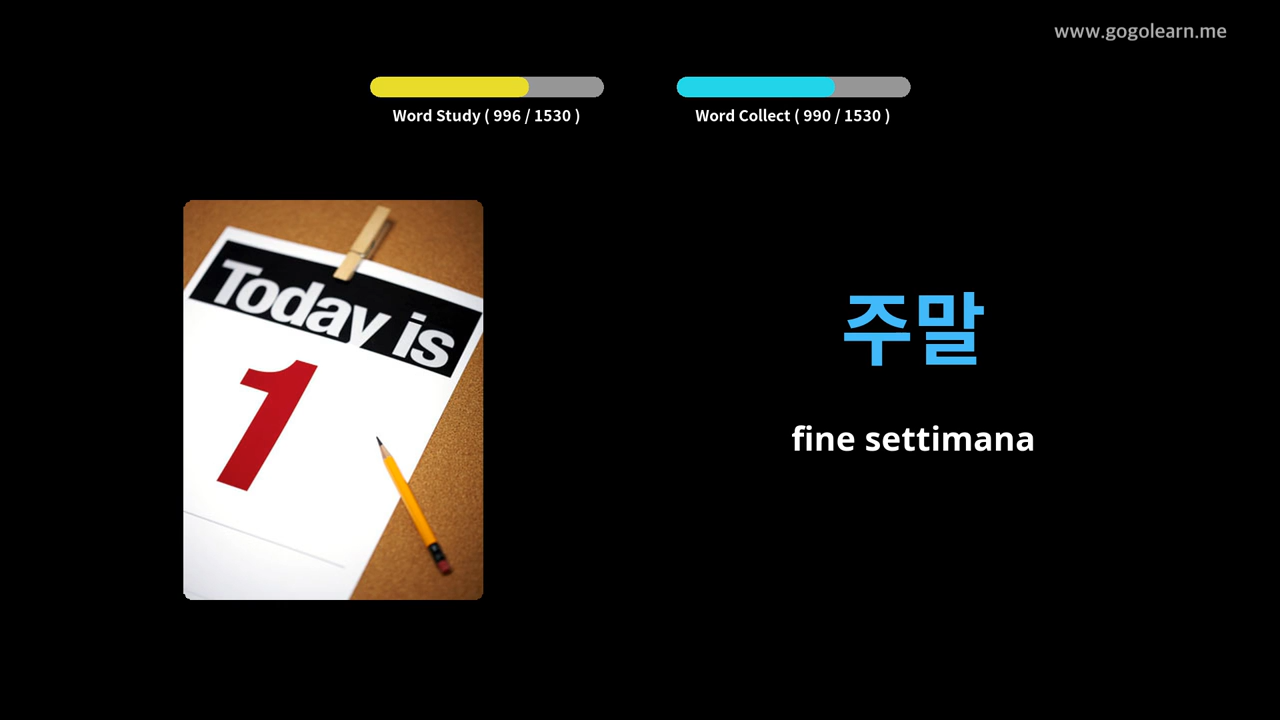 www.gogolearn.me
Word Study ( 996 / 1530 )
Word Collect ( 990 / 1530 )
Today is
1
주말
fine settimana